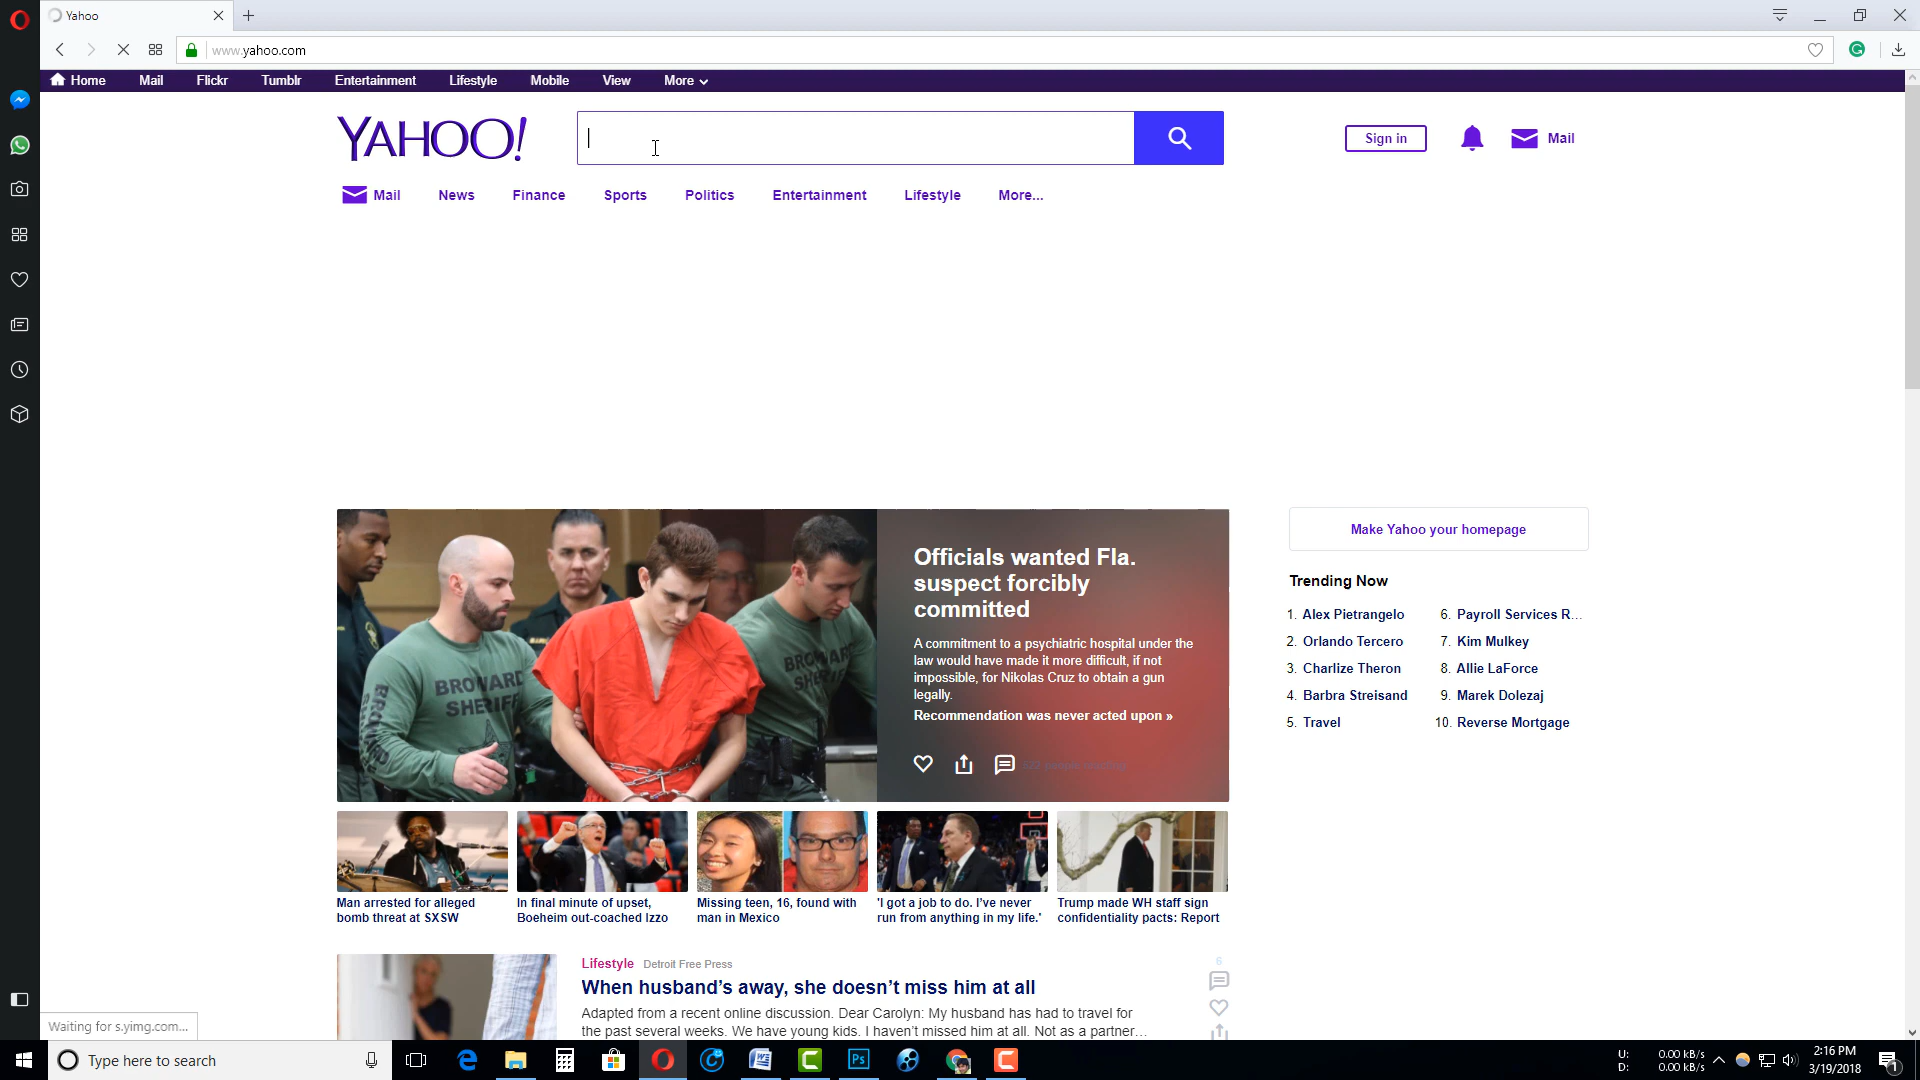 Yahoo
www.yahoo.com
Home Mail Flickr Tumblr Entertainment Lifestyle Mobile View More
YAHOO!
Sign in Mail
Mail News Finance Sports Politics Entertainment Lifestyle More...
Officials wanted Fla.
suspect forcibly
committed
A commitment to a psychiatric hospital under the
law would have made it more difficult, if not
impossible, for Nikolas Cruz to obtain a gun
legally.
Recommendation was never acted upon »
BROWARD
SHERIFF
Make Yahoo your homepage
Trending Now
1. Alex Pietrangelo
2. Orlando Tercero
3. Charlize Theron
4. Barbra Streisand
5. Travel
6. Payroll Services R...
7. Kim Mulkey
8. Allie LaForce
9. Marek Dolezaj
10. Reverse Mortgage
Man arrested for alleged
bomb threat at SXSW
In final minute of upset,
Boeheim out-coached Izzo
Missing teen, 16, found with
man in Mexico
'I got a job to do. I've never
run from anything in my life.'
Trump made WH staff sign
confidentiality pacts: Report
Lifestyle Detroit Free Press
When husband's away, she doesn't miss him at all
Adapted from a recent online discussion. Dear Carolyn: My husband has had to travel for
the past several weeks. We have young kids. I haven't missed him at all. Not as a partner...
6
Waiting for s.yimg.com...
Type here to search
U: 0.00 kB/s
D: 0.00 kB/s
2:16 PM
3/19/2018
1